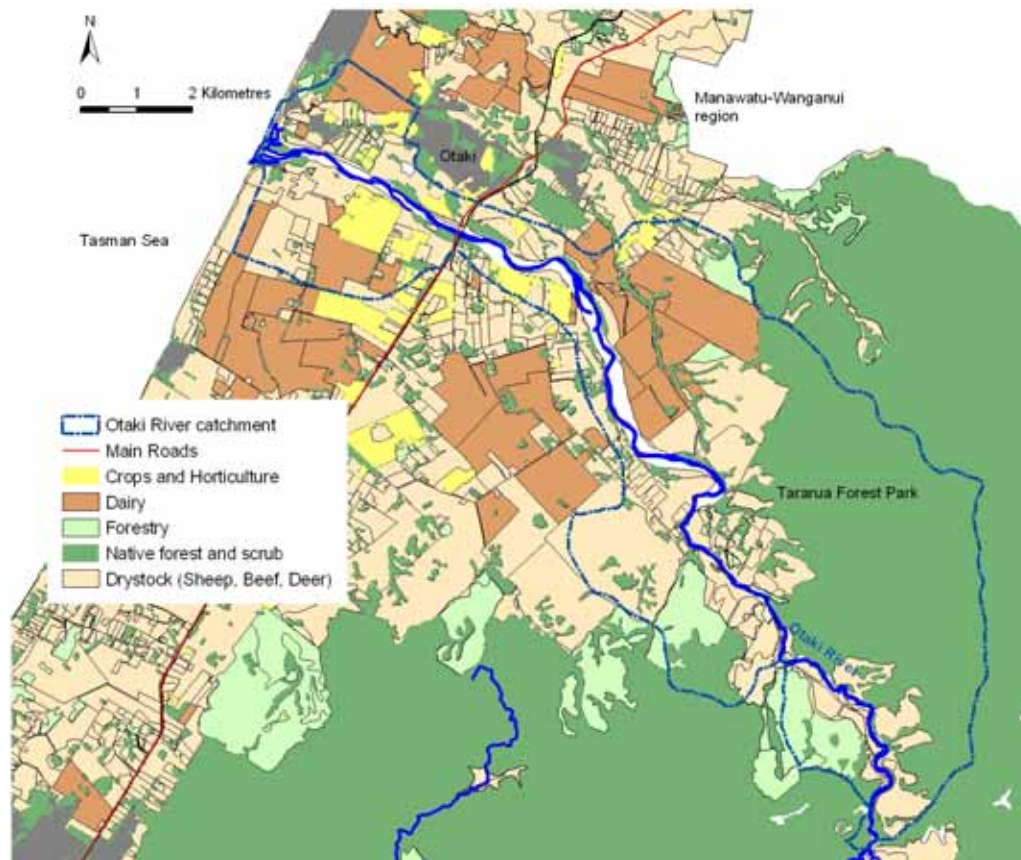 N
0 1 2 Kilometres
Manawatu-Wanganui
region
Otaki
Tasman Sea
Otaki River catchment
Main Roads
Crops and Horticulture
Dairy
Forestry
Native forest and scrub
Drystock (Sheep, Beef, Deer)
Tararua Forest Park
Otaki River